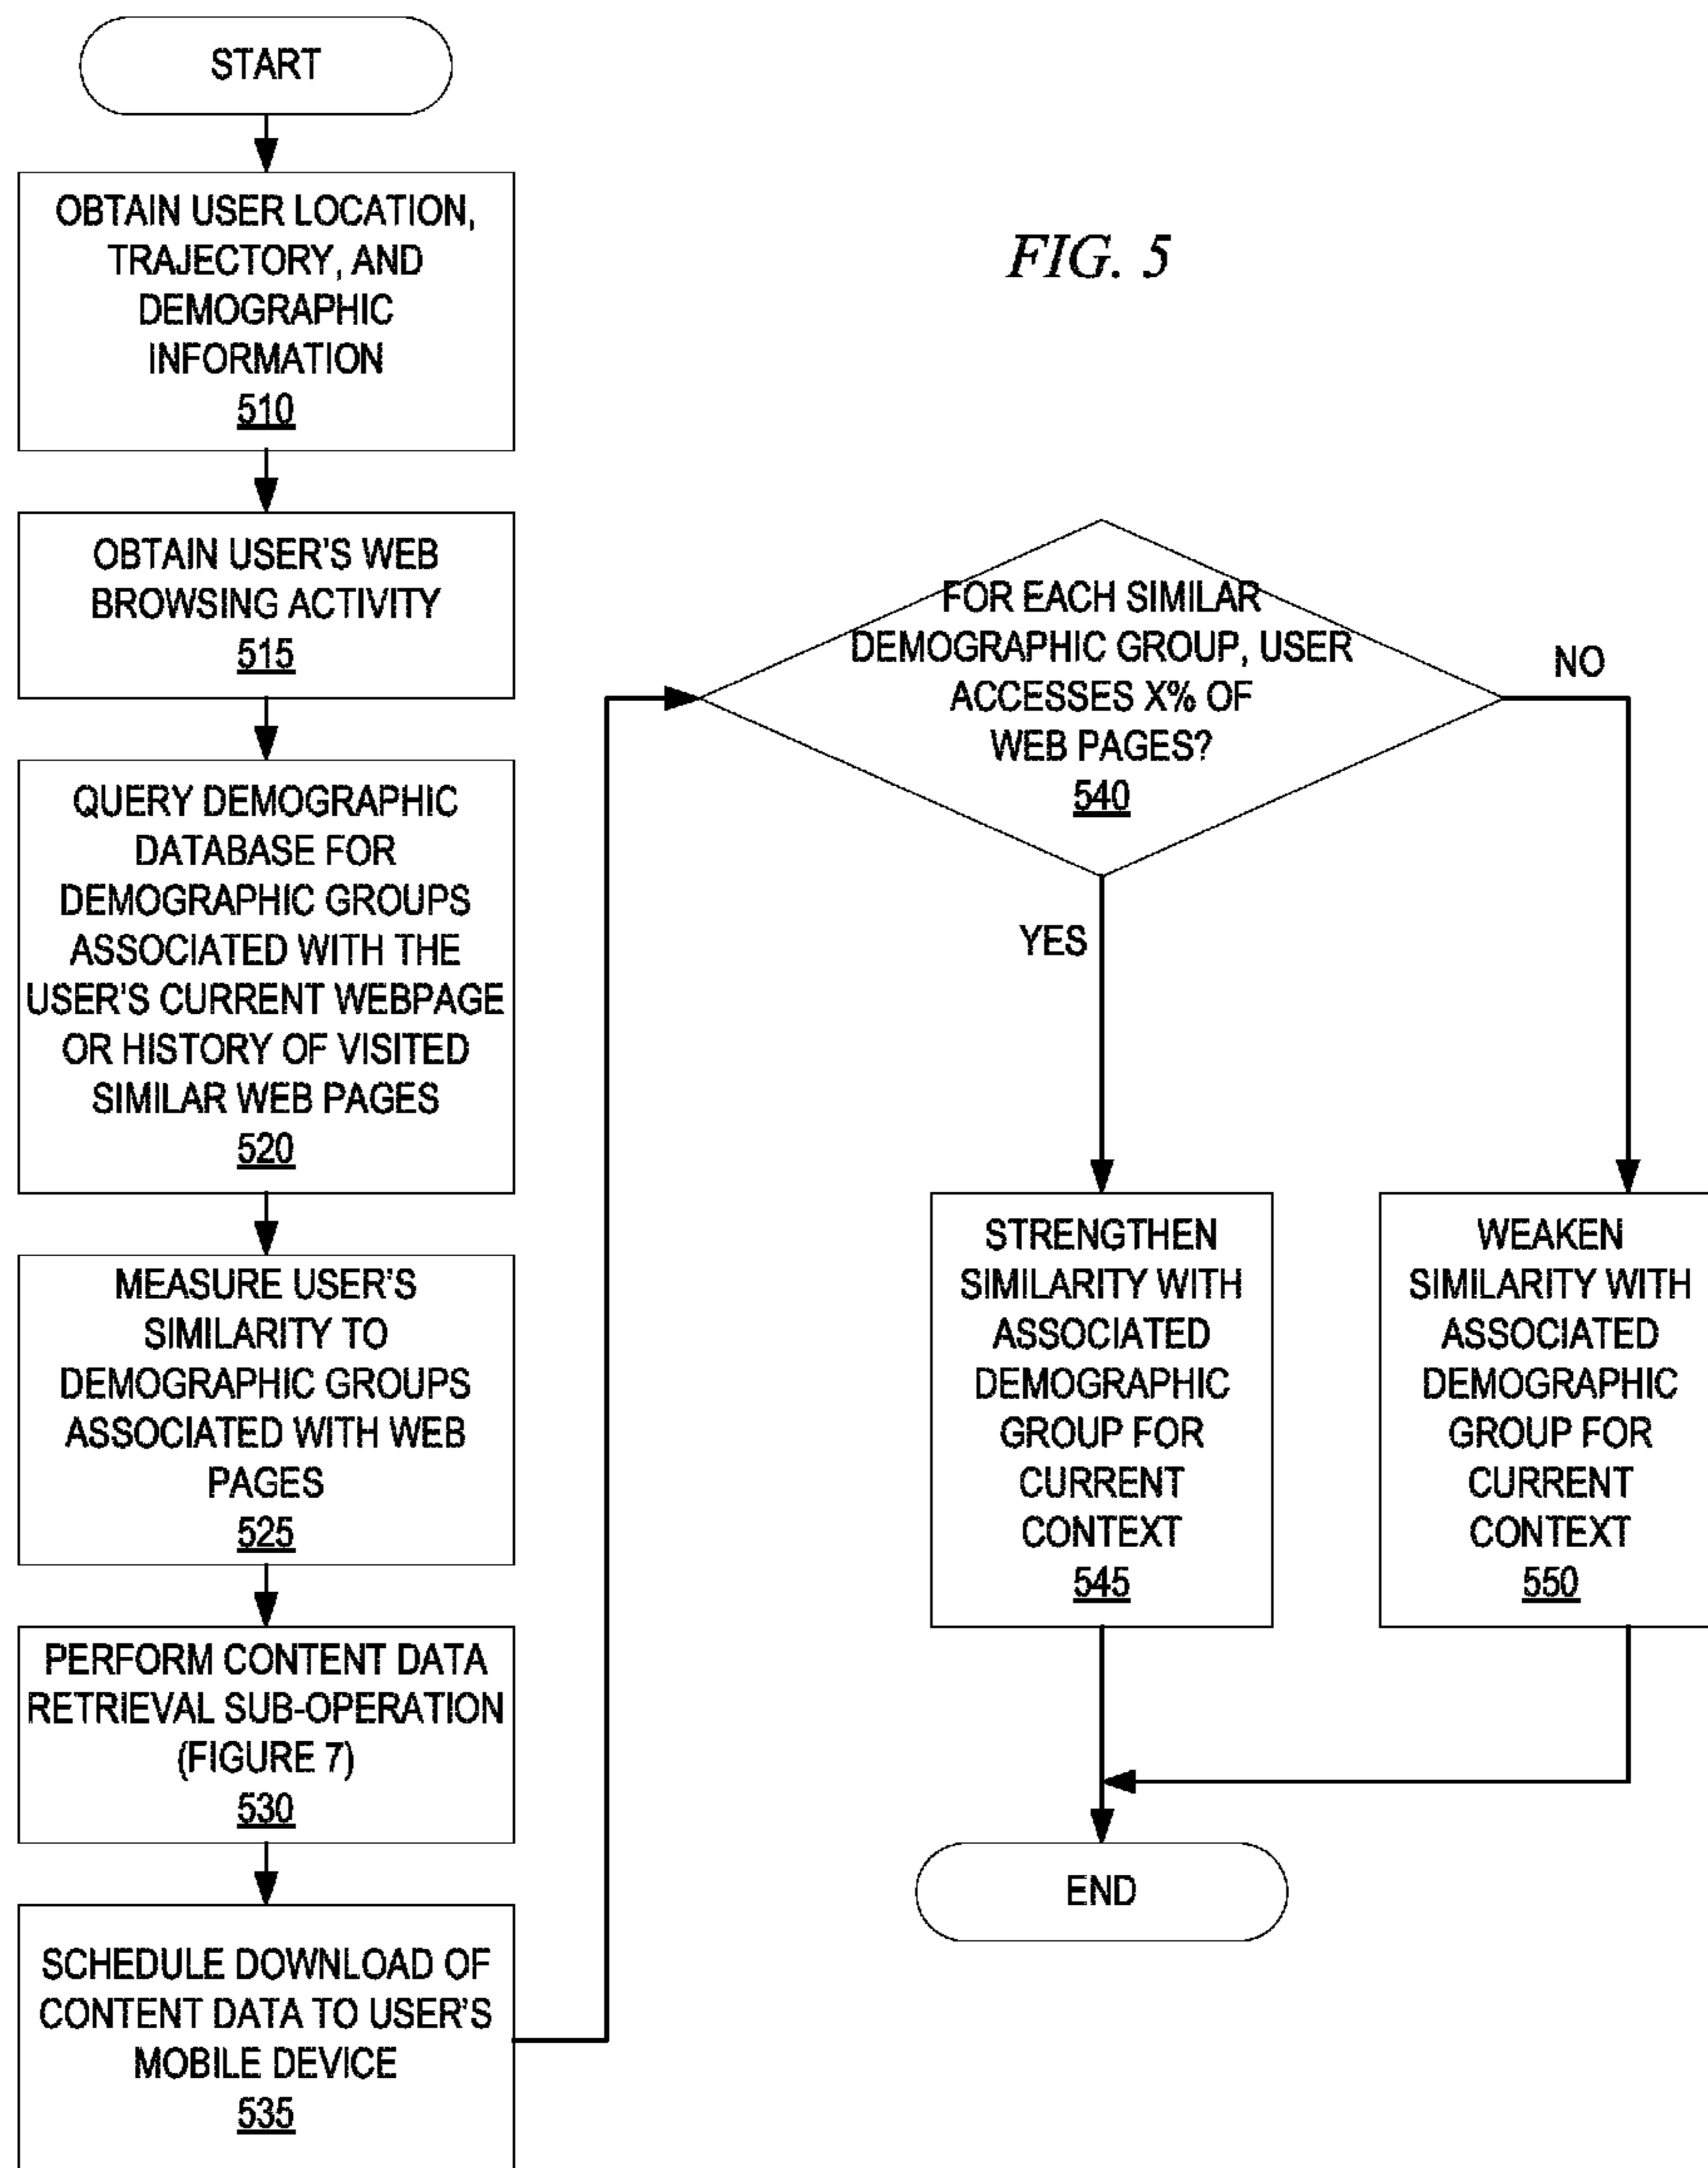 START
OBTAIN USER LOCATION,
TRAJECTORY, AND
DEMOGRAPHIC
INFORMATION
510
OBTAIN USER'S WEB
BROWSING ACTIVITY
515
QUERY DEMOGRAPHIC
DATABASE FOR
DEMOGRAPHIC GROUPS
ASSOCIATED WITH THE
USER'S CURRENT WEBPAGE
OR HISTORY OF VISITED
SIMILAR WEB PAGES
520
MEASURE USER'S
SIMILARITY TO
DEMOGRAPHIC GROUPS
ASSOCIATED WITH WEB
PAGES
525
PERFORM CONTENT DATA
RETRIEVAL SUB-OPERATION
(FIGURE 7)
530
SCHEDULE DOWNLOAD OF
CONTENT DATA TO USER'S
MOBILE DEVICE
535
FIG. 5
FOR EACH SIMILAR
DEMOGRAPHIC GROUP, USER
ACCESSES X% OF
WEB PAGES?
540
NO
YES
STRENGTHEN
SIMILARITY WITH
ASSOCIATED
DEMOGRAPHIC
GROUP FOR
CURRENT
CONTEXT
545
WEAKEN
SIMILARITY WITH
ASSOCIATED
DEMOGRAPHIC
GROUP FOR
CURRENT
CONTEXT
550
END